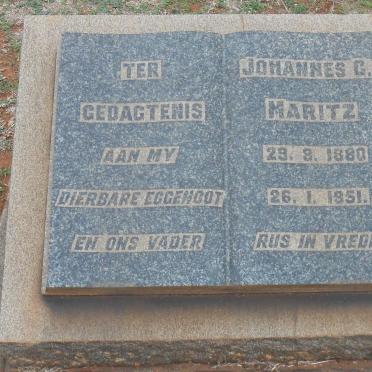 TER
GEDAGTENIS
AAN MY
DIERBARE EGGENOOT
EN ONS VADER
JOHANNES C.
MARITZ
29. 9. 1880
26. 1. 1951.
RUS IN VREDE